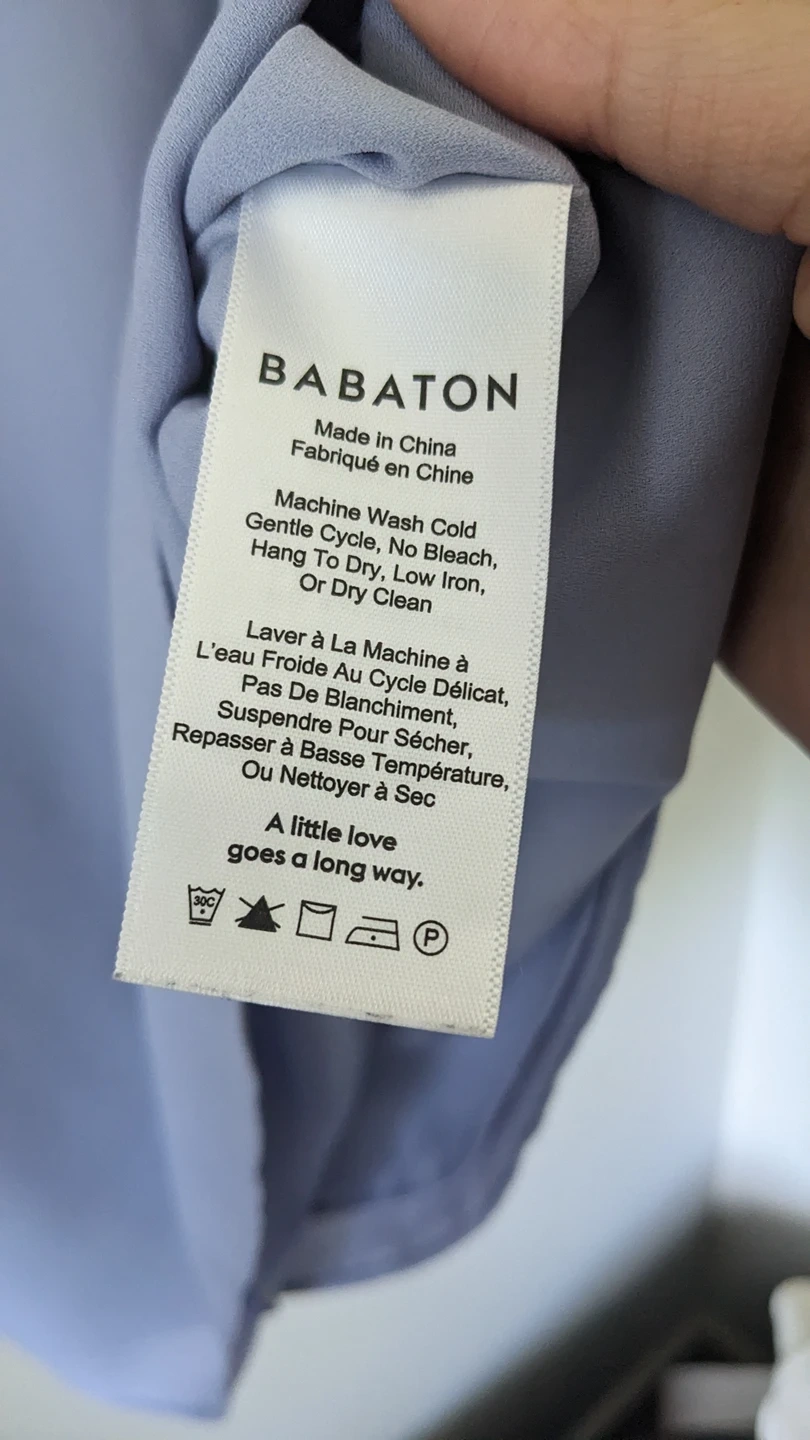 BABATON
Made in China
Fabriqué en Chine
Machine Wash Cold
Gentle Cycle, No Bleach,
Hang To Dry, Low Iron,
Or Dry Clean
Laver à La Machine à
L'eau Froide Au Cycle Délicat,
Pas De Blanchiment,
Suspendre Pour Sécher,
Repasser à Basse Température,
Ou Nettoyer à Sec
A little love
goes a long way.
30C P